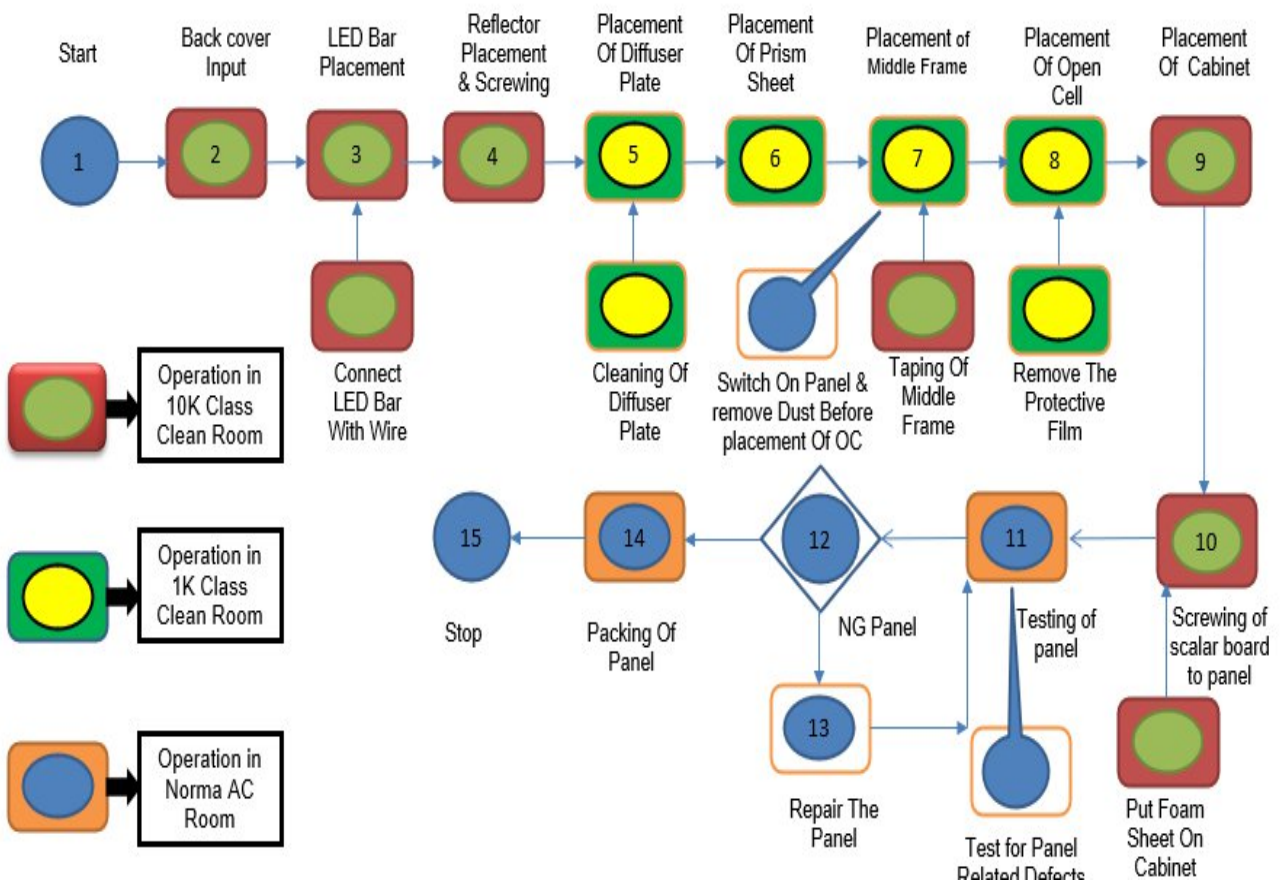 Start
Back cover
Input
LED Bar
Placement
Reflector
Placement
& Screwing
Placement
Of Diffuser
Plate
Placement
Of Prism
Sheet
Placement of
Middle Frame
Placement
Of Open
Cell
Placement
Of Cabinet
1
2
3
4
5
6
7
8
9
Connect
LED Bar
With Wire
Cleaning Of
Diffuser
Plate
Switch On Panel &
remove Dust Before
placement Of OC
Taping Of
Middle
Frame
Remove The
Protective
Film
Operation in
10K Class
Clean Room
Operation in
1K Class
Clean Room
Operation in
Norma AC
Room
15
14
12
11
10
Stop
Packing Of
Panel
NG Panel
Testing of
panel
Screwing of
scalar board
to panel
13
Repair The
Panel
Test for Panel
Related Defects
Put Foam
Sheet On
Cabinet